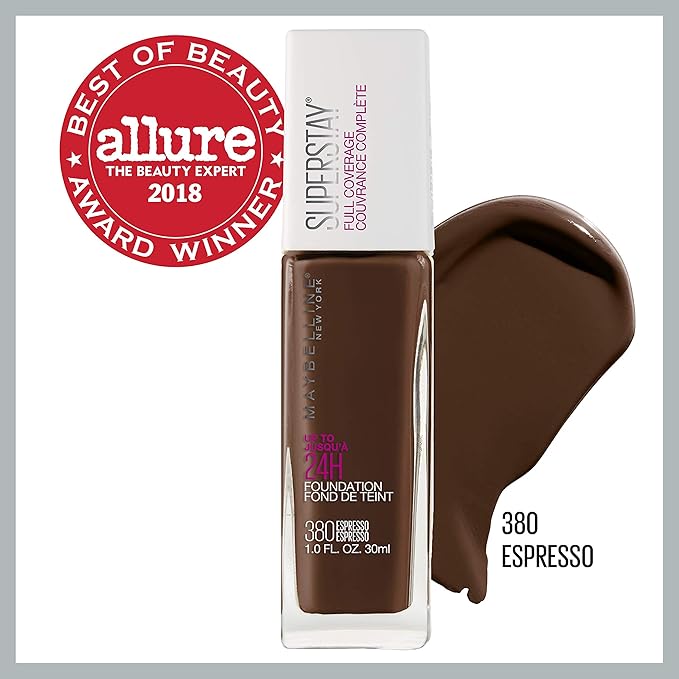 BEST OF BEAUTY
allure
THE BEAUTY EXPERT
2018
AWARD WINNER
SUPERSTAY®
FULL COVERAGE
COUVRANCE COMPLÈTE
MAYBELLINE®
NEW YORK
UP TO
JUSQU'À
24H
FOUNDATION
FOND DE TEINT
380 ESPRESSO
ESPRESSO
1.0 FL. OZ. 30ml
380
ESPRESSO